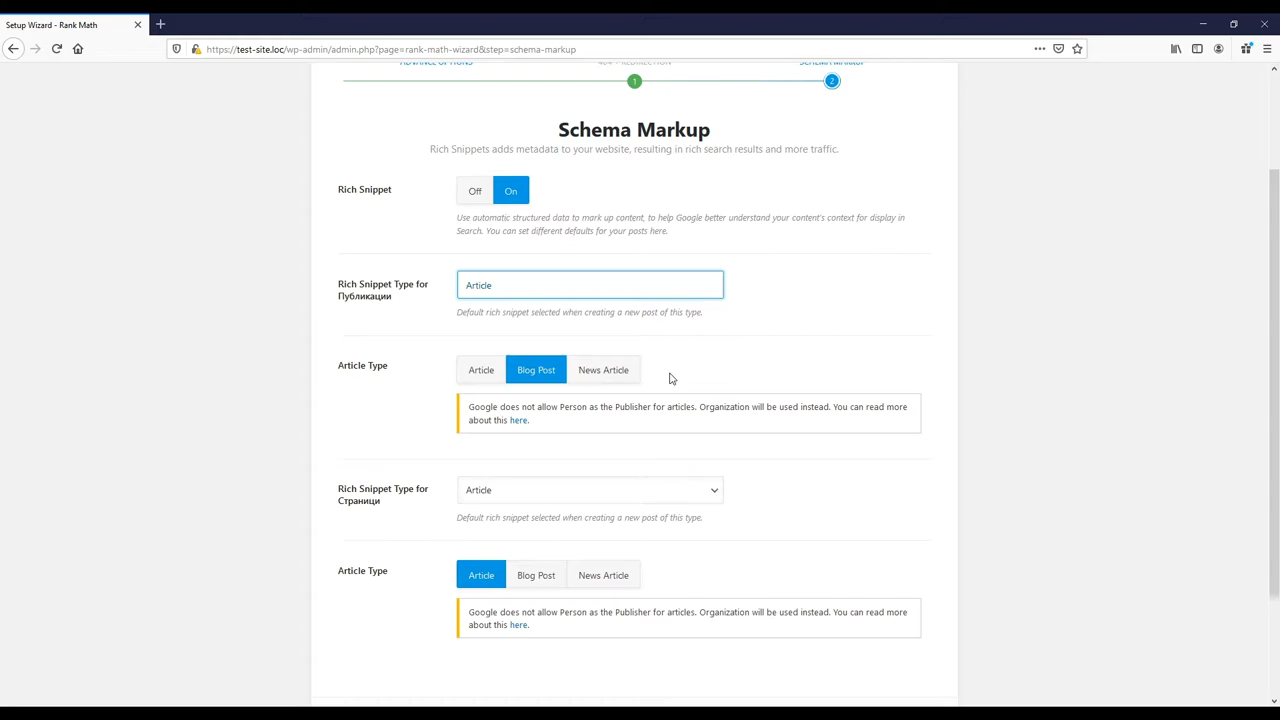 Setup Wizard - Rank Math
https://test-site.loc/wp-admin/admin.php?page=rank-math-wizard&step=schema-markup
ADVANCE OPTIONS
404 + REDIRECTION
SCHEMA MARKUP
1
2
Schema Markup
Rich Snippets adds metadata to your website, resulting in rich search results and more traffic.
Rich Snippet
Off
On
Use automatic structured data to mark up content, to help Google better understand your content's context for display in
Search. You can set different defaults for your posts here.
Rich Snippet Type for
Публикации
Article
Default rich snippet selected when creating a new post of this type.
Article Type
Article
Blog Post
News Article
Google does not allow Person as the Publisher for articles. Organization will be used instead. You can read more
about this here.
Rich Snippet Type for
Страници
Article
Default rich snippet selected when creating a new post of this type.
Article Type
Article
Blog Post
News Article
Google does not allow Person as the Publisher for articles. Organization will be used instead. You can read more
about this here.